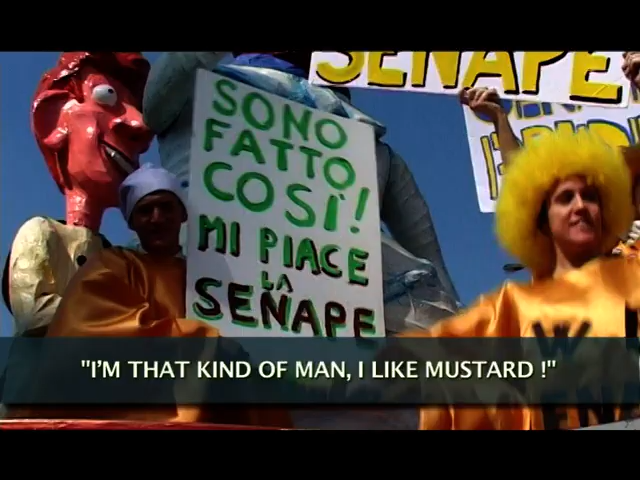 SENAPE
SONO
FATTO
COSÌ!
MI PIACE
LA
SENAPE
"I'M THAT KIND OF MAN, I LIKE MUSTARD !"